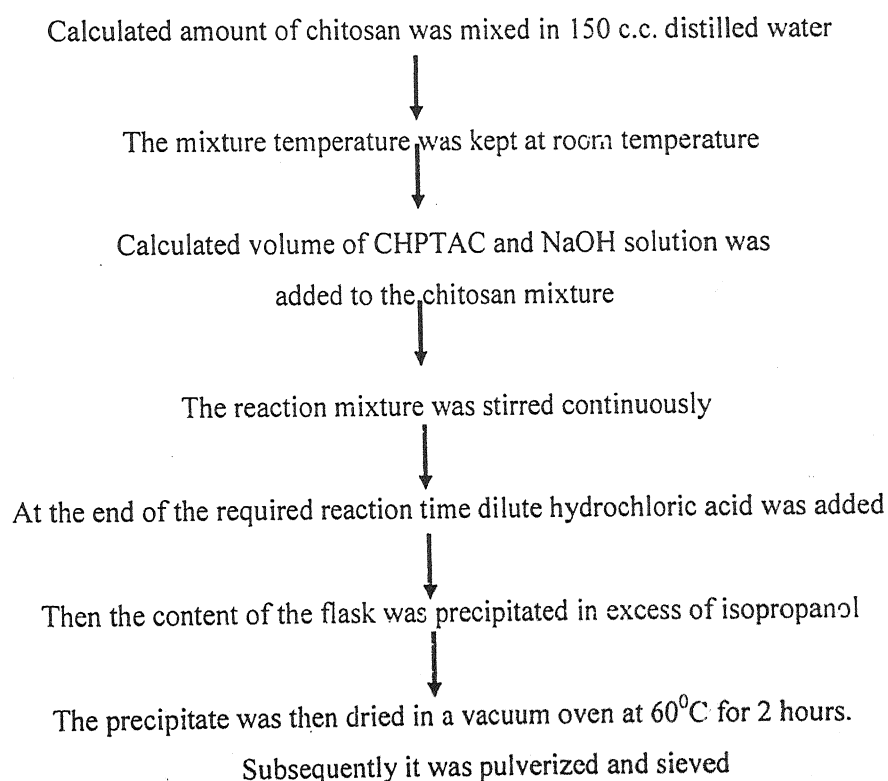 Calculated amount of chitosan was mixed in 150 c.c. distilled water
The mixture temperature was kept at room temperature
Calculated volume of CHPTAC and NaOH solution was
added to the chitosan mixture
The reaction mixture was stirred continuously
At the end of the required reaction time dilute hydrochloric acid was added
Then the content of the flask was precipitated in excess of isopropanol
The precipitate was then dried in a vacuum oven at 60⁰C for 2 hours.
Subsequently it was pulverized and sieved